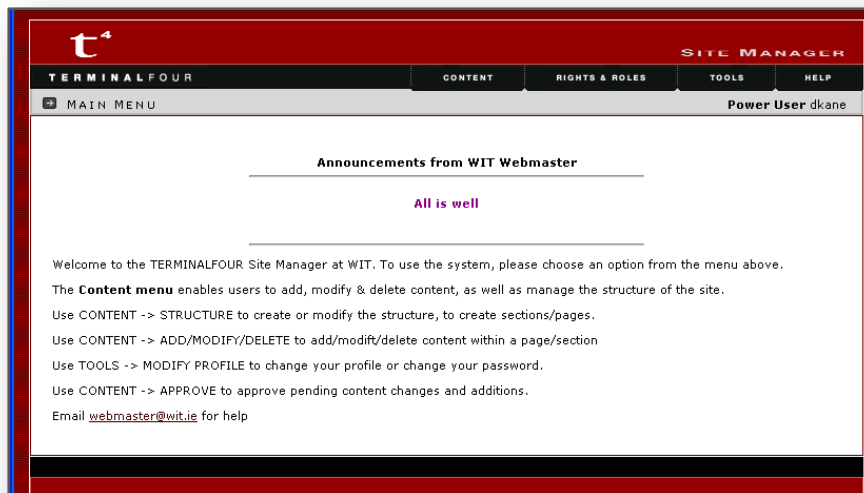 t4
SITE MANAGER
TERMINALFOUR CONTENT RIGHTS & ROLES TOOLS HELP
MAIN MENU Power User dkane
Announcements from WIT Webmaster
All is well
Welcome to the TERMINALFOUR Site Manager at WIT. To use the system, please choose an option from the menu above.
The Content menu enables users to add, modify & delete content, as well as manage the structure of the site.
Use CONTENT -> STRUCTURE to create or modify the structure, to create sections/pages.
Use CONTENT -> ADD/MODIFY/DELETE to add/modift/delete content within a page/section
Use TOOLS -> MODIFY PROFILE to change your profile or change your password.
Use CONTENT -> APPROVE to approve pending content changes and additions.
Email webmaster@wit.ie for help